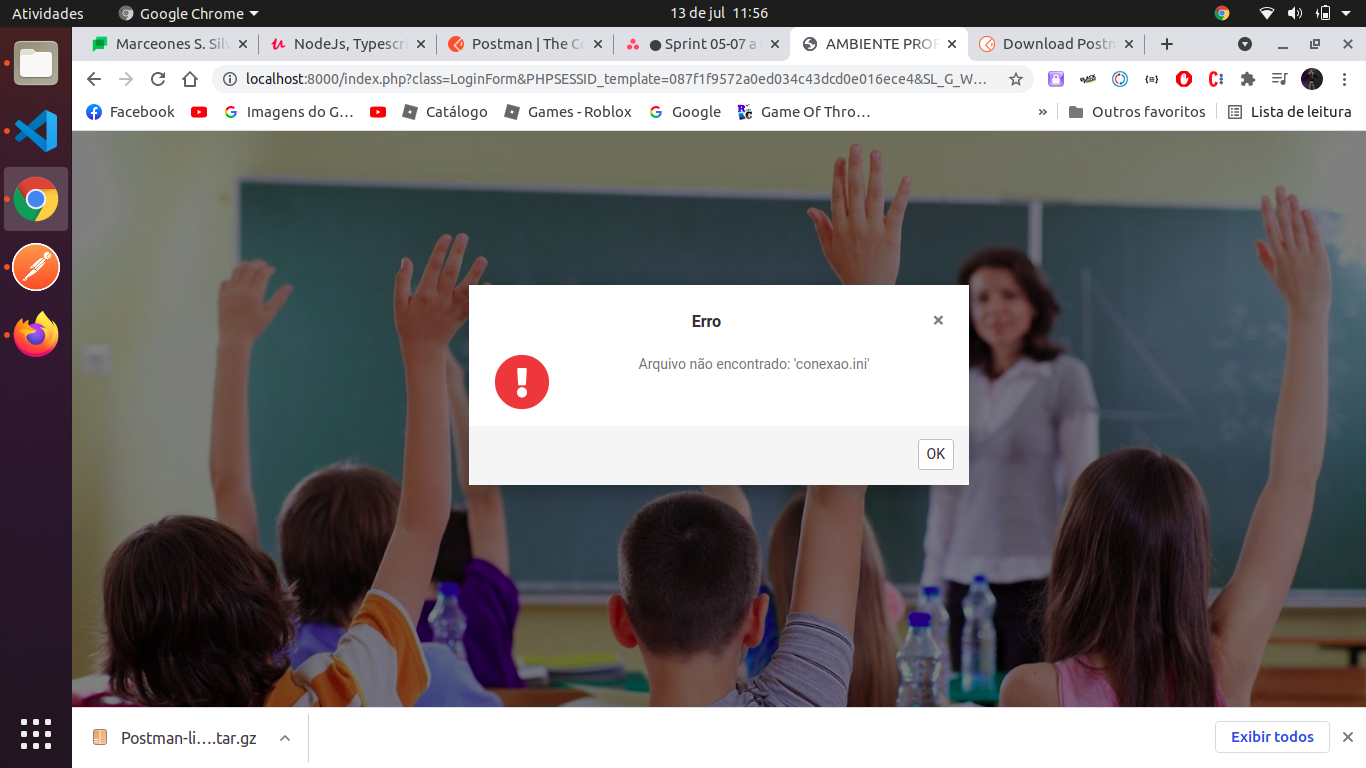 Atividades
Google Chrome
13 de jul 11:56
Marceones S. Silv
NodeJs, Typescri
Postman | The Co
Sprint 05-07 a
AMBIENTE PROF
Download Postm
localhost:8000/index.php?class=LoginForm&PHPSESSID_template=087f1f9572a0ed034c43dcd0e016ece4&SL_G_W...
Facebook
Imagens do G...
Catálogo
Games - Roblox
Google
Game Of Thro...
»
Outros favoritos
Lista de leitura
Erro
×
Arquivo não encontrado: 'conexao.ini'
OK
Postman-li....tar.gz
Exibir todos